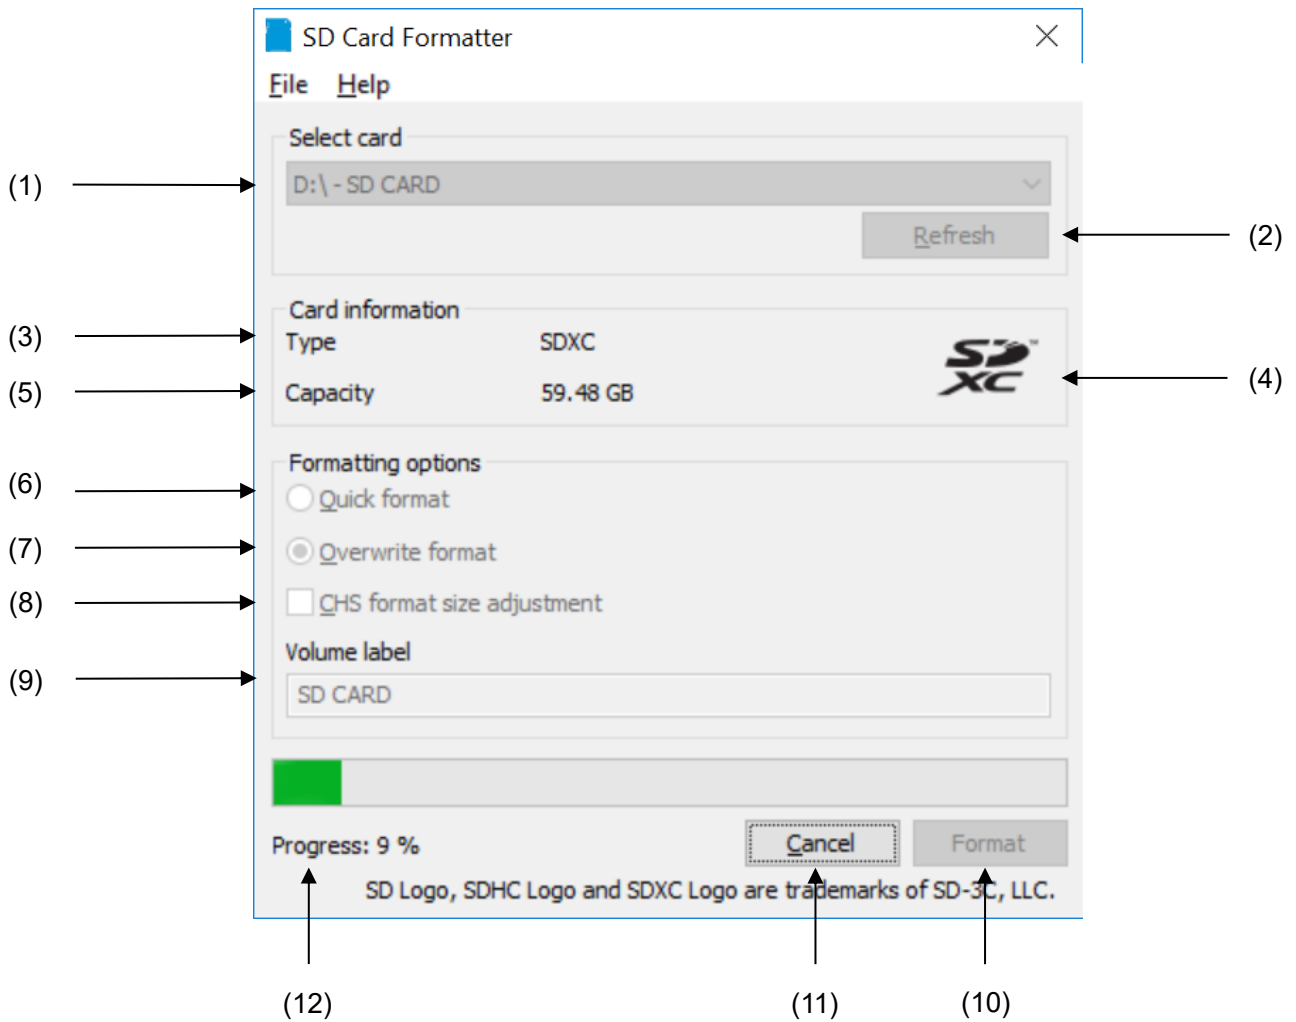 SD Card Formatter
File Help
Select card
(1) D:\ - SD CARD
Refresh (2)
Card information
(3) Type SDXC
SD XC ™ (4)
(5) Capacity 59.48 GB
Formatting options
(6) Quick format
(7) Overwrite format
(8) CHS format size adjustment
Volume label
(9) SD CARD
Progress: 9 % Cancel Format
SD Logo, SDHC Logo and SDXC Logo are trademarks of SD-3C, LLC.
(12) (11) (10)